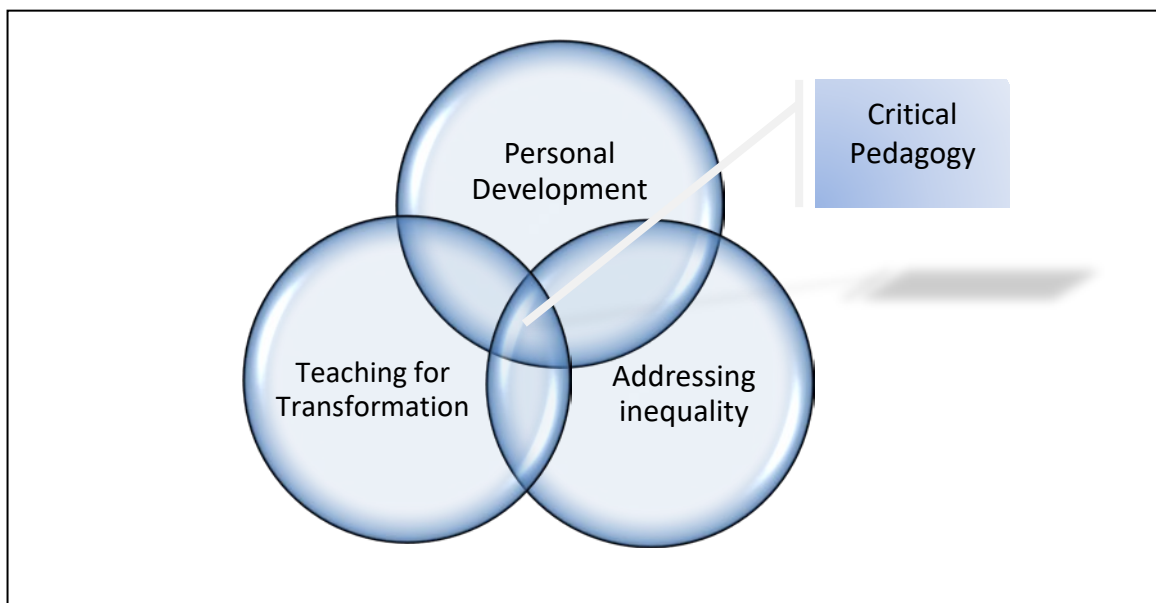 Personal
Development
Critical
Pedagogy
Teaching for
Transformation
Addressing
inequality